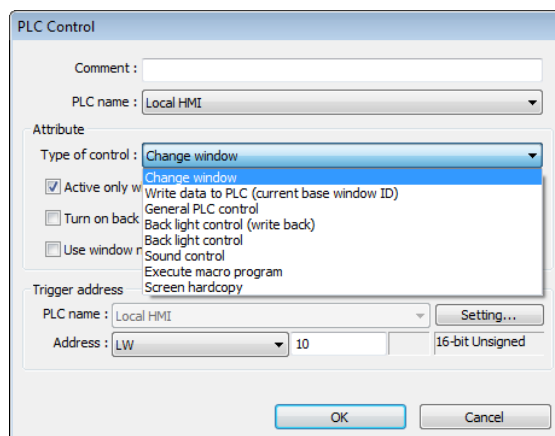 PLC Control
Comment :
PLC name : Local HMI
Attribute
Type of control : Change window
Change window
Write data to PLC (current base window ID)
General PLC control
Back light control (write back)
Back light control
Sound control
Execute macro program
Screen hardcopy
Active only w
Turn on back
Use window
Trigger address
PLC name : Local HMI Setting...
Address : LW 10 16-bit Unsigned
OK Cancel